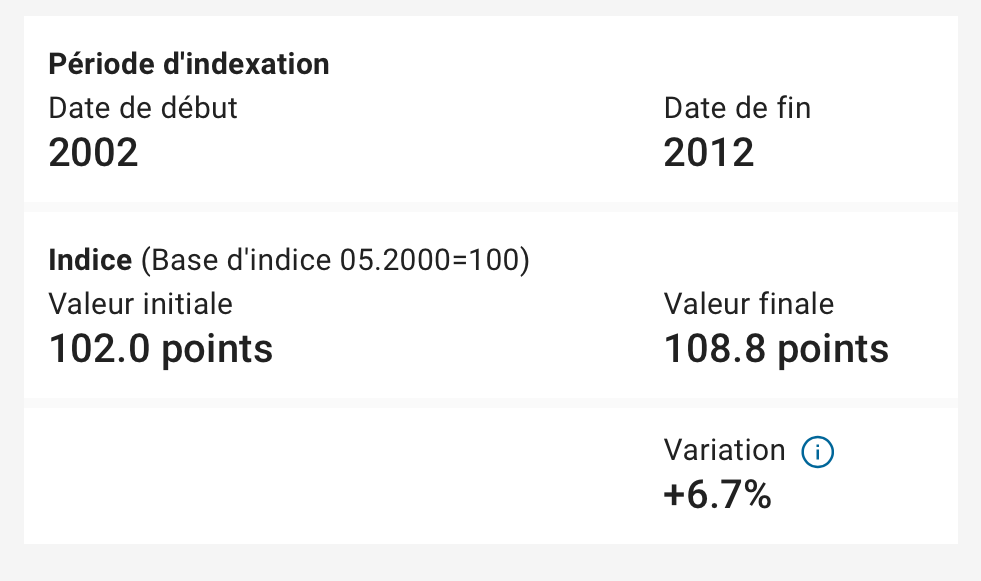 Période d'indexation
Date de début
Date de fin
2002
2012
Indice (Base d'indice 05.2000=100)
Valeur initiale
Valeur finale
102.0 points
108.8 points
Variation
+6.7%